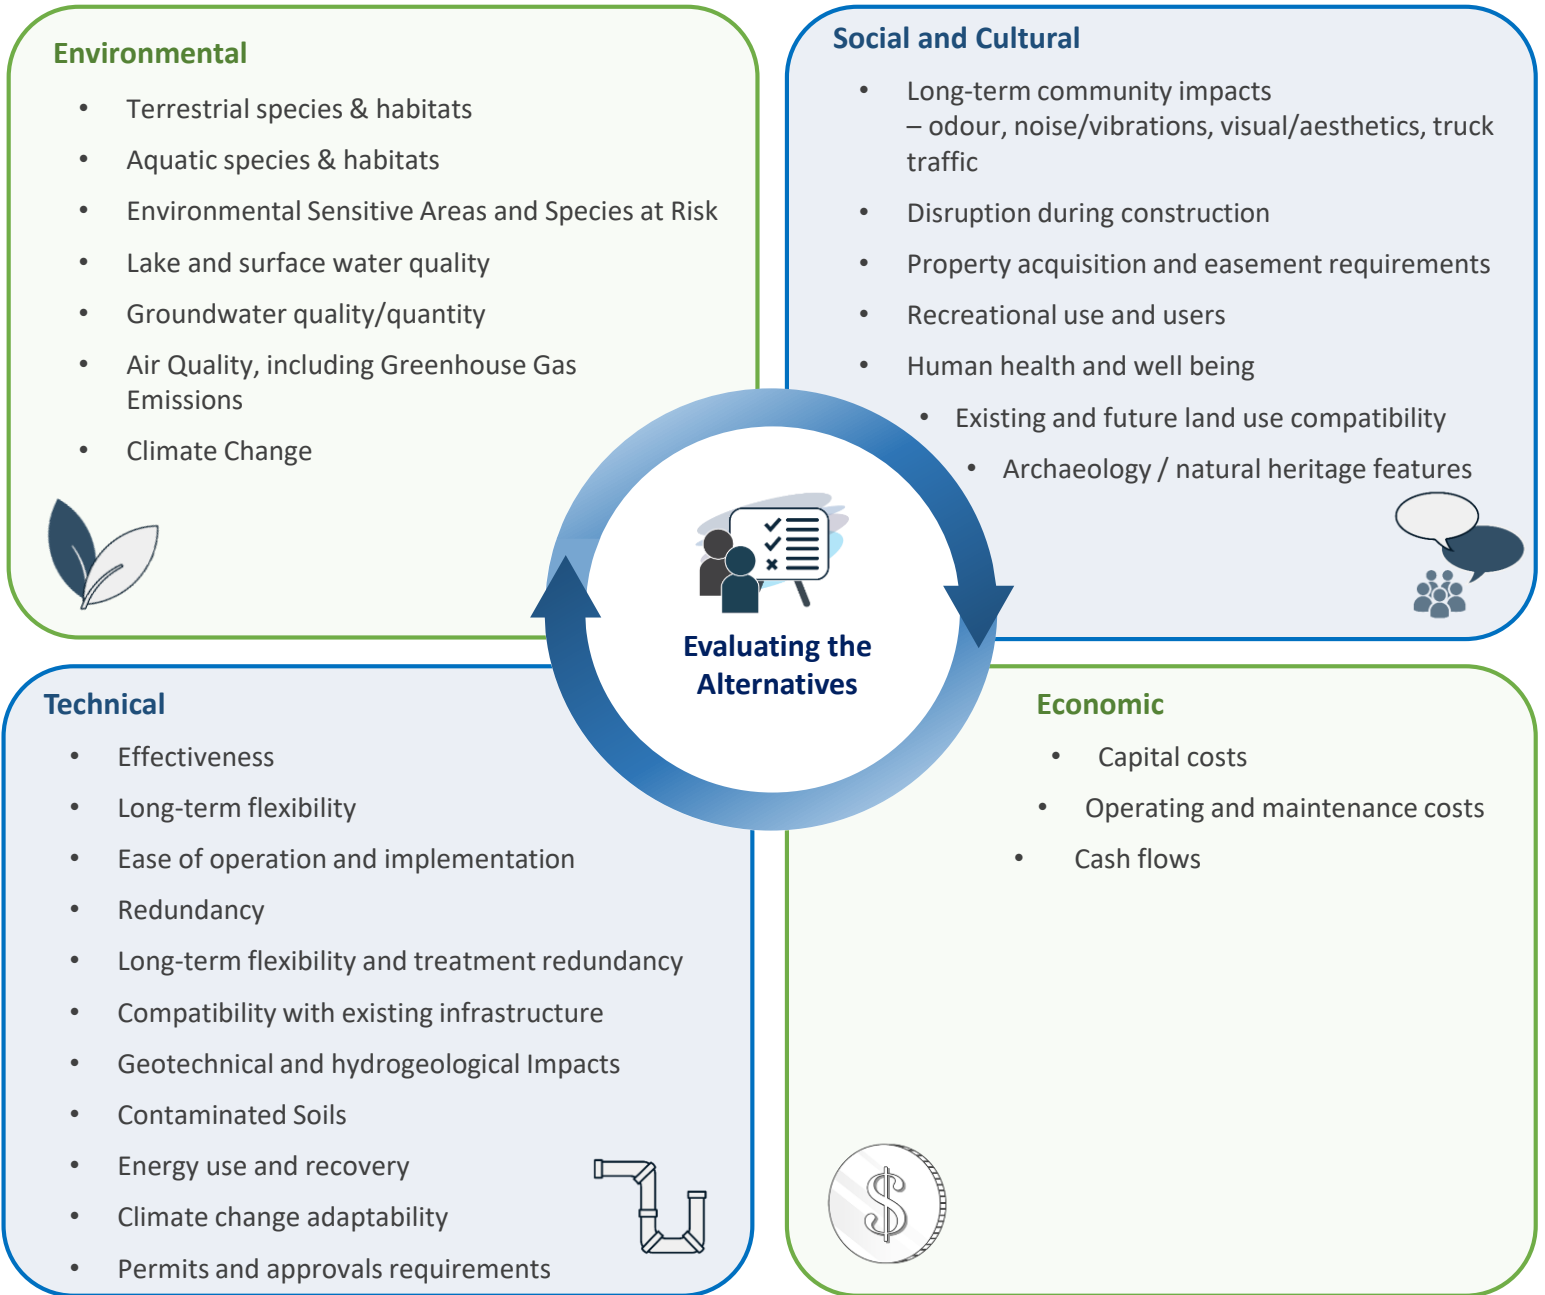 Environmental
• Terrestrial species & habitats
• Aquatic species & habitats
• Environmental Sensitive Areas and Species at Risk
• Lake and surface water quality
• Groundwater quality/quantity
• Air Quality, including Greenhouse Gas
Emissions
• Climate Change
Social and Cultural
• Long-term community impacts
– odour, noise/vibrations, visual/aesthetics, truck
traffic
• Disruption during construction
• Property acquisition and easement requirements
• Recreational use and users
• Human health and well being
• Existing and future land use compatibility
• Archaeology / natural heritage features
Evaluating the
Alternatives
Technical
• Effectiveness
• Long-term flexibility
• Ease of operation and implementation
• Redundancy
• Long-term flexibility and treatment redundancy
• Compatibility with existing infrastructure
• Geotechnical and hydrogeological Impacts
• Contaminated Soils
• Energy use and recovery
• Climate change adaptability
• Permits and approvals requirements
Economic
• Capital costs
• Operating and maintenance costs
• Cash flows
$